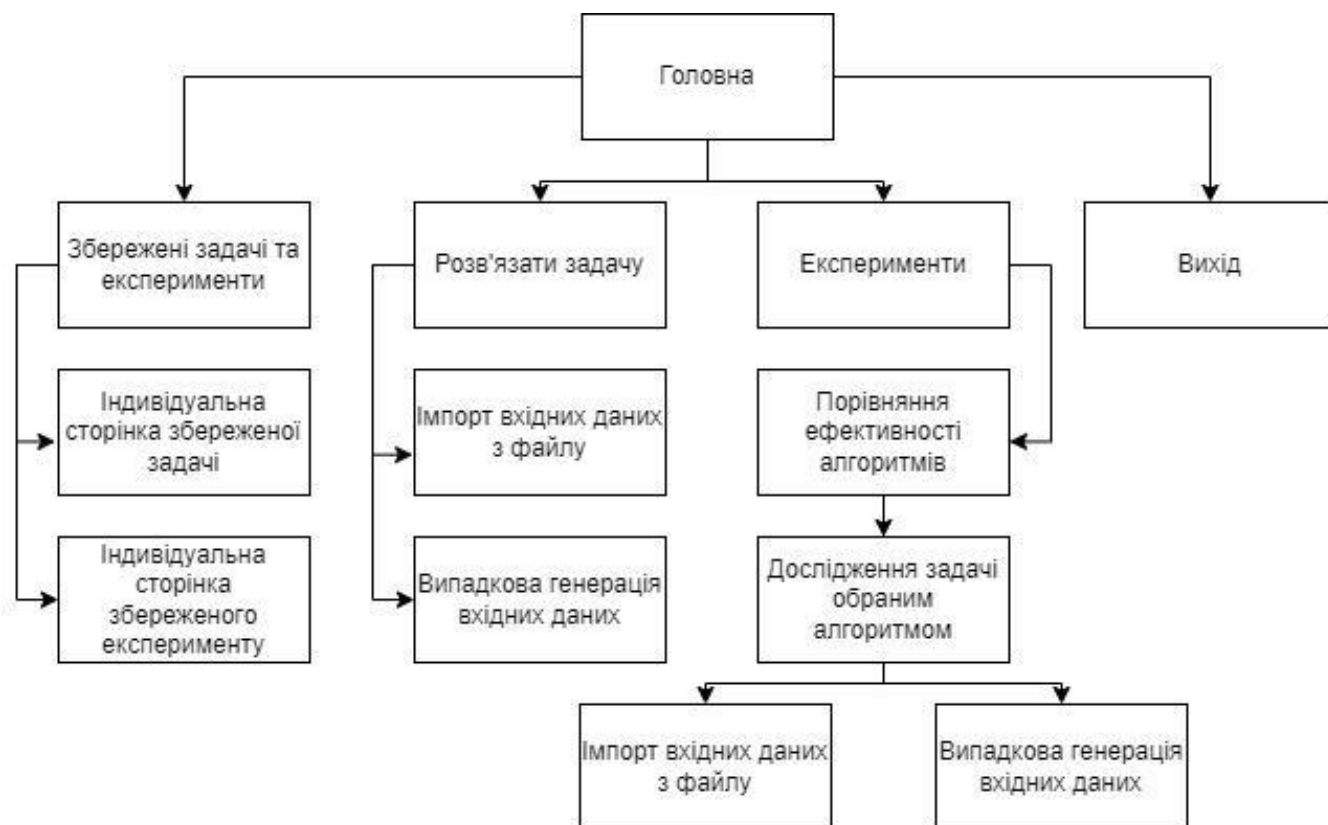 Головна
Збережені задачі та
експерименти
Розв'язати задачу
Експерименти
Вихід
Індивідуальна
сторінка збереженої
задачі
Імпорт вхідних даних
з файлу
Порівняння
ефективності
алгоритмів
Індивідуальна
сторінка
збереженого
експерименту
Випадкова генерація
вхідних даних
Дослідження задачі
обраним
алгоритмом
Імпорт вхідних даних
з файлу
Випадкова генерація
вхідних даних